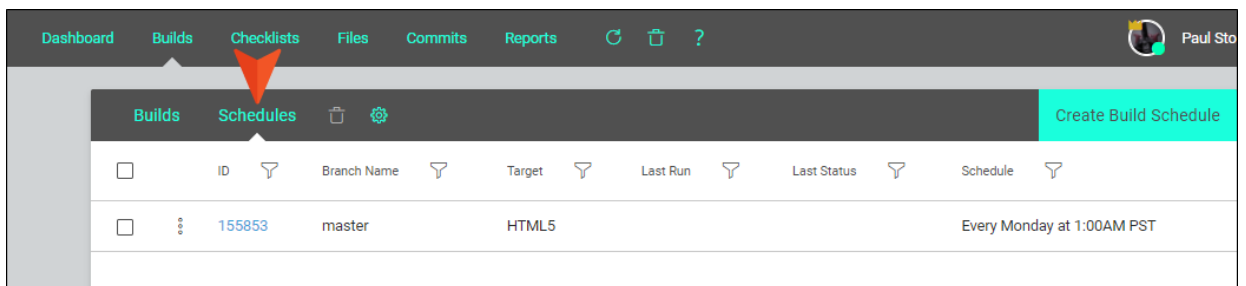 Dashboard Builds Checklists Files Commits Reports ? Paul Sto
Builds Schedules Create Build Schedule
ID Branch Name Target Last Run Last Status Schedule
155853 master HTML5 Every Monday at 1:00AM PST